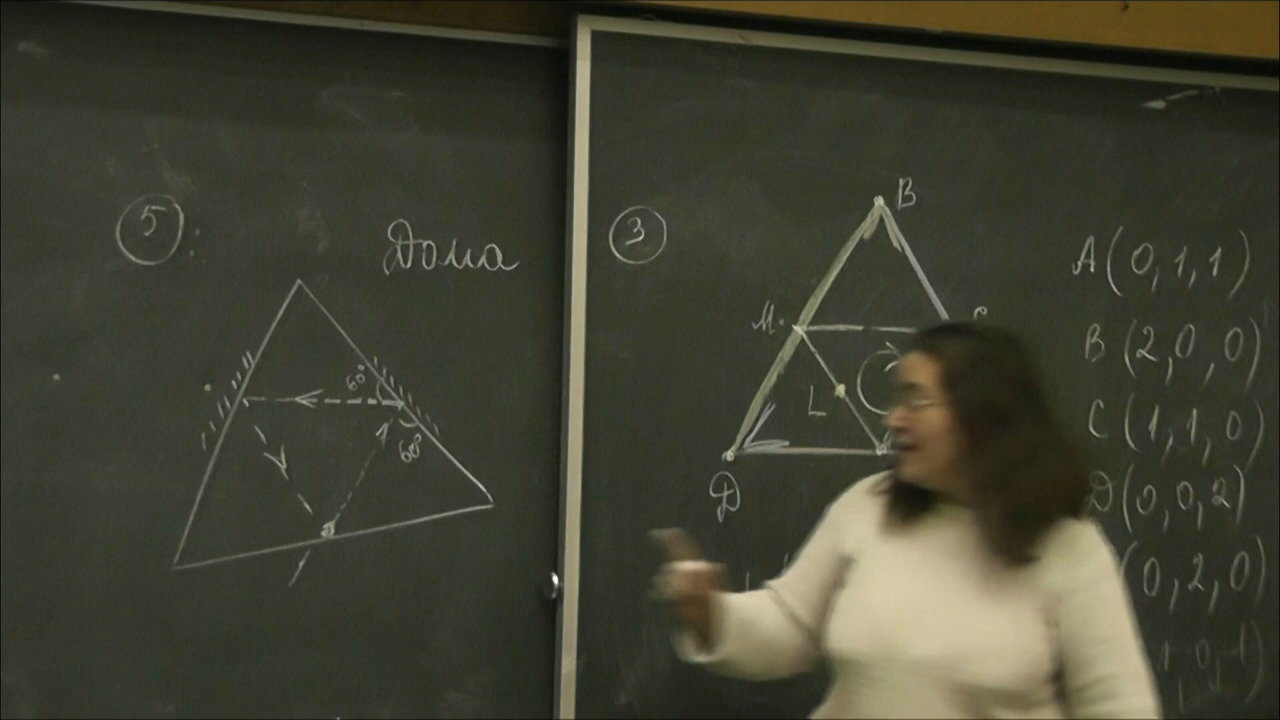 5
Дома
60°
60°
3
B
M
L
D
A(0,1,1)
B(2,0,0)
C(1,1,0)
D(0,0,2)
(0,2,0)